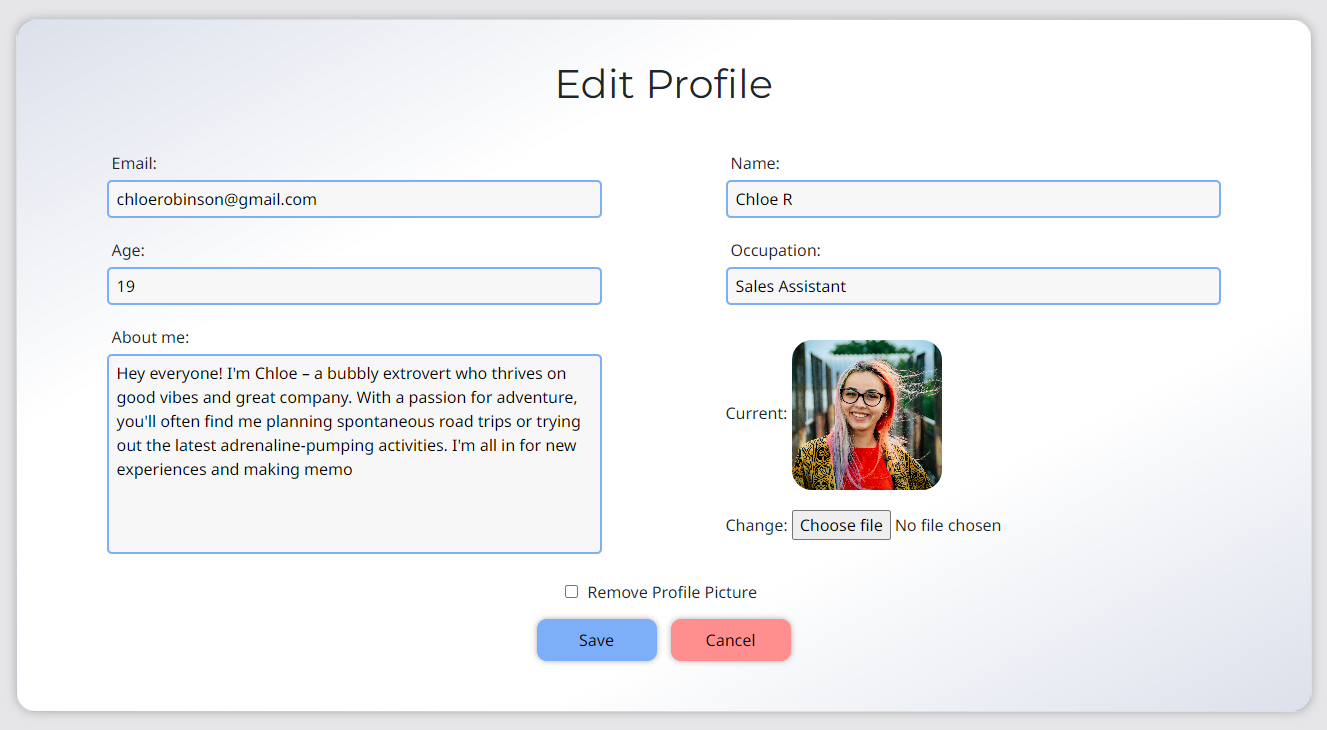 Edit Profile
Email:
chloerobinson@gmail.com
Name:
Chloe R
Age:
19
Occupation:
Sales Assistant
About me:
Hey everyone! I'm Chloe – a bubbly extrovert who thrives on
good vibes and great company. With a passion for adventure,
you'll often find me planning spontaneous road trips or trying
out the latest adrenaline-pumping activities. I'm all in for new
experiences and making memo
Current:
Change: Choose file No file chosen
Remove Profile Picture
Save
Cancel